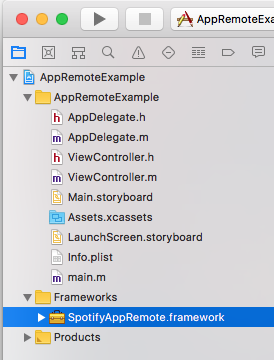 AppRemoteExa
AppRemoteExample
AppRemoteExample
h AppDelegate.h
m AppDelegate.m
h ViewController.h
m ViewController.m
Main.storyboard
Assets.xcassets
LaunchScreen.storyboard
Info.plist
m main.m
Frameworks
SpotifyAppRemote.framework
Products